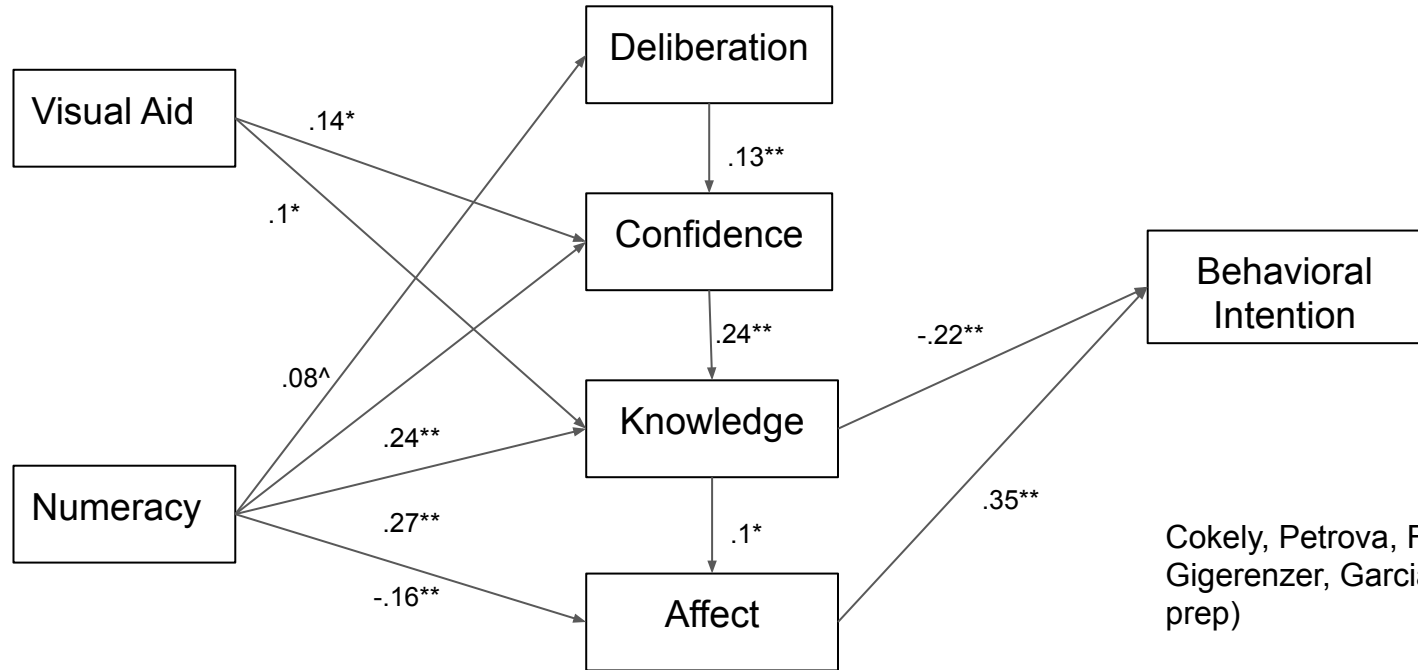 Deliberation
Visual Aid
.14*
.13**
.1*
Confidence
Behavioral
Intention
.24**
-.22**
.08^
Knowledge
.24**
Numeracy
.27**
.35**
.1*
-.16**
Affect
Cokely, Petrova,
Gigerenzer,
prep)